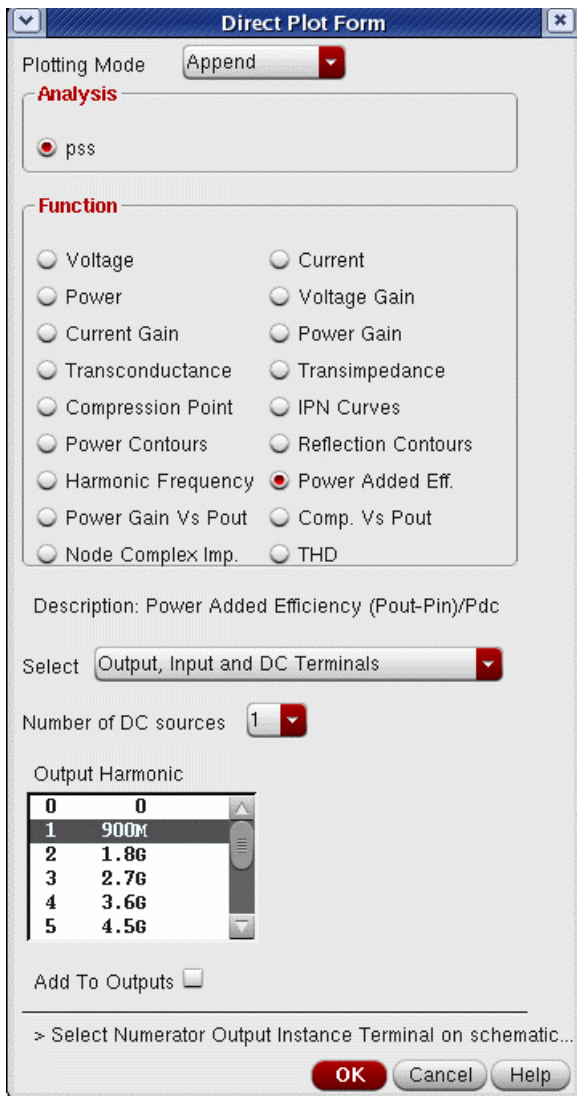 Direct Plot Form
Plotting Mode Append
Analysis
pss
Function
Voltage Current
Power Voltage Gain
Current Gain Power Gain
Transconductance Transimpedance
Compression Point IPN Curves
Power Contours Reflection Contours
Harmonic Frequency Power Added Eff.
Power Gain Vs Pout Comp. Vs Pout
Node Complex Imp. THD
Description: Power Added Efficiency (Pout-Pin)/Pdc
Select Output, Input and DC Terminals
Number of DC sources 1
Output Harmonic
0 0
1 900M
2 1.8G
3 2.7G
4 3.6G
5 4.5G
Add To Outputs
> Select Numerator Output Instance Terminal on schematic...
OK Cancel Help